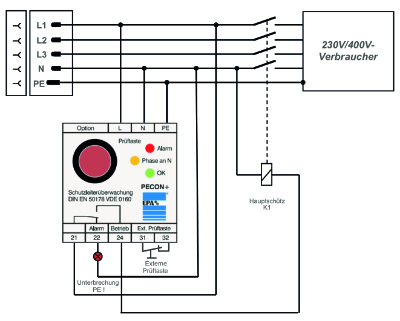 L1
L2
L3
N
PE
230V/400V-
Verbraucher
Option L N PE
Prüftaste
Alarm
Phase an N
OK
PECON+
Schutzleiterüberwachung
DIN EN 50178 VDE 0160
Alarm Betrieb Ext. Prüftaste
21 22 24 31 32
Externe
Prüftaste
Unterbrechung
PE !
Hauptschütz
K1